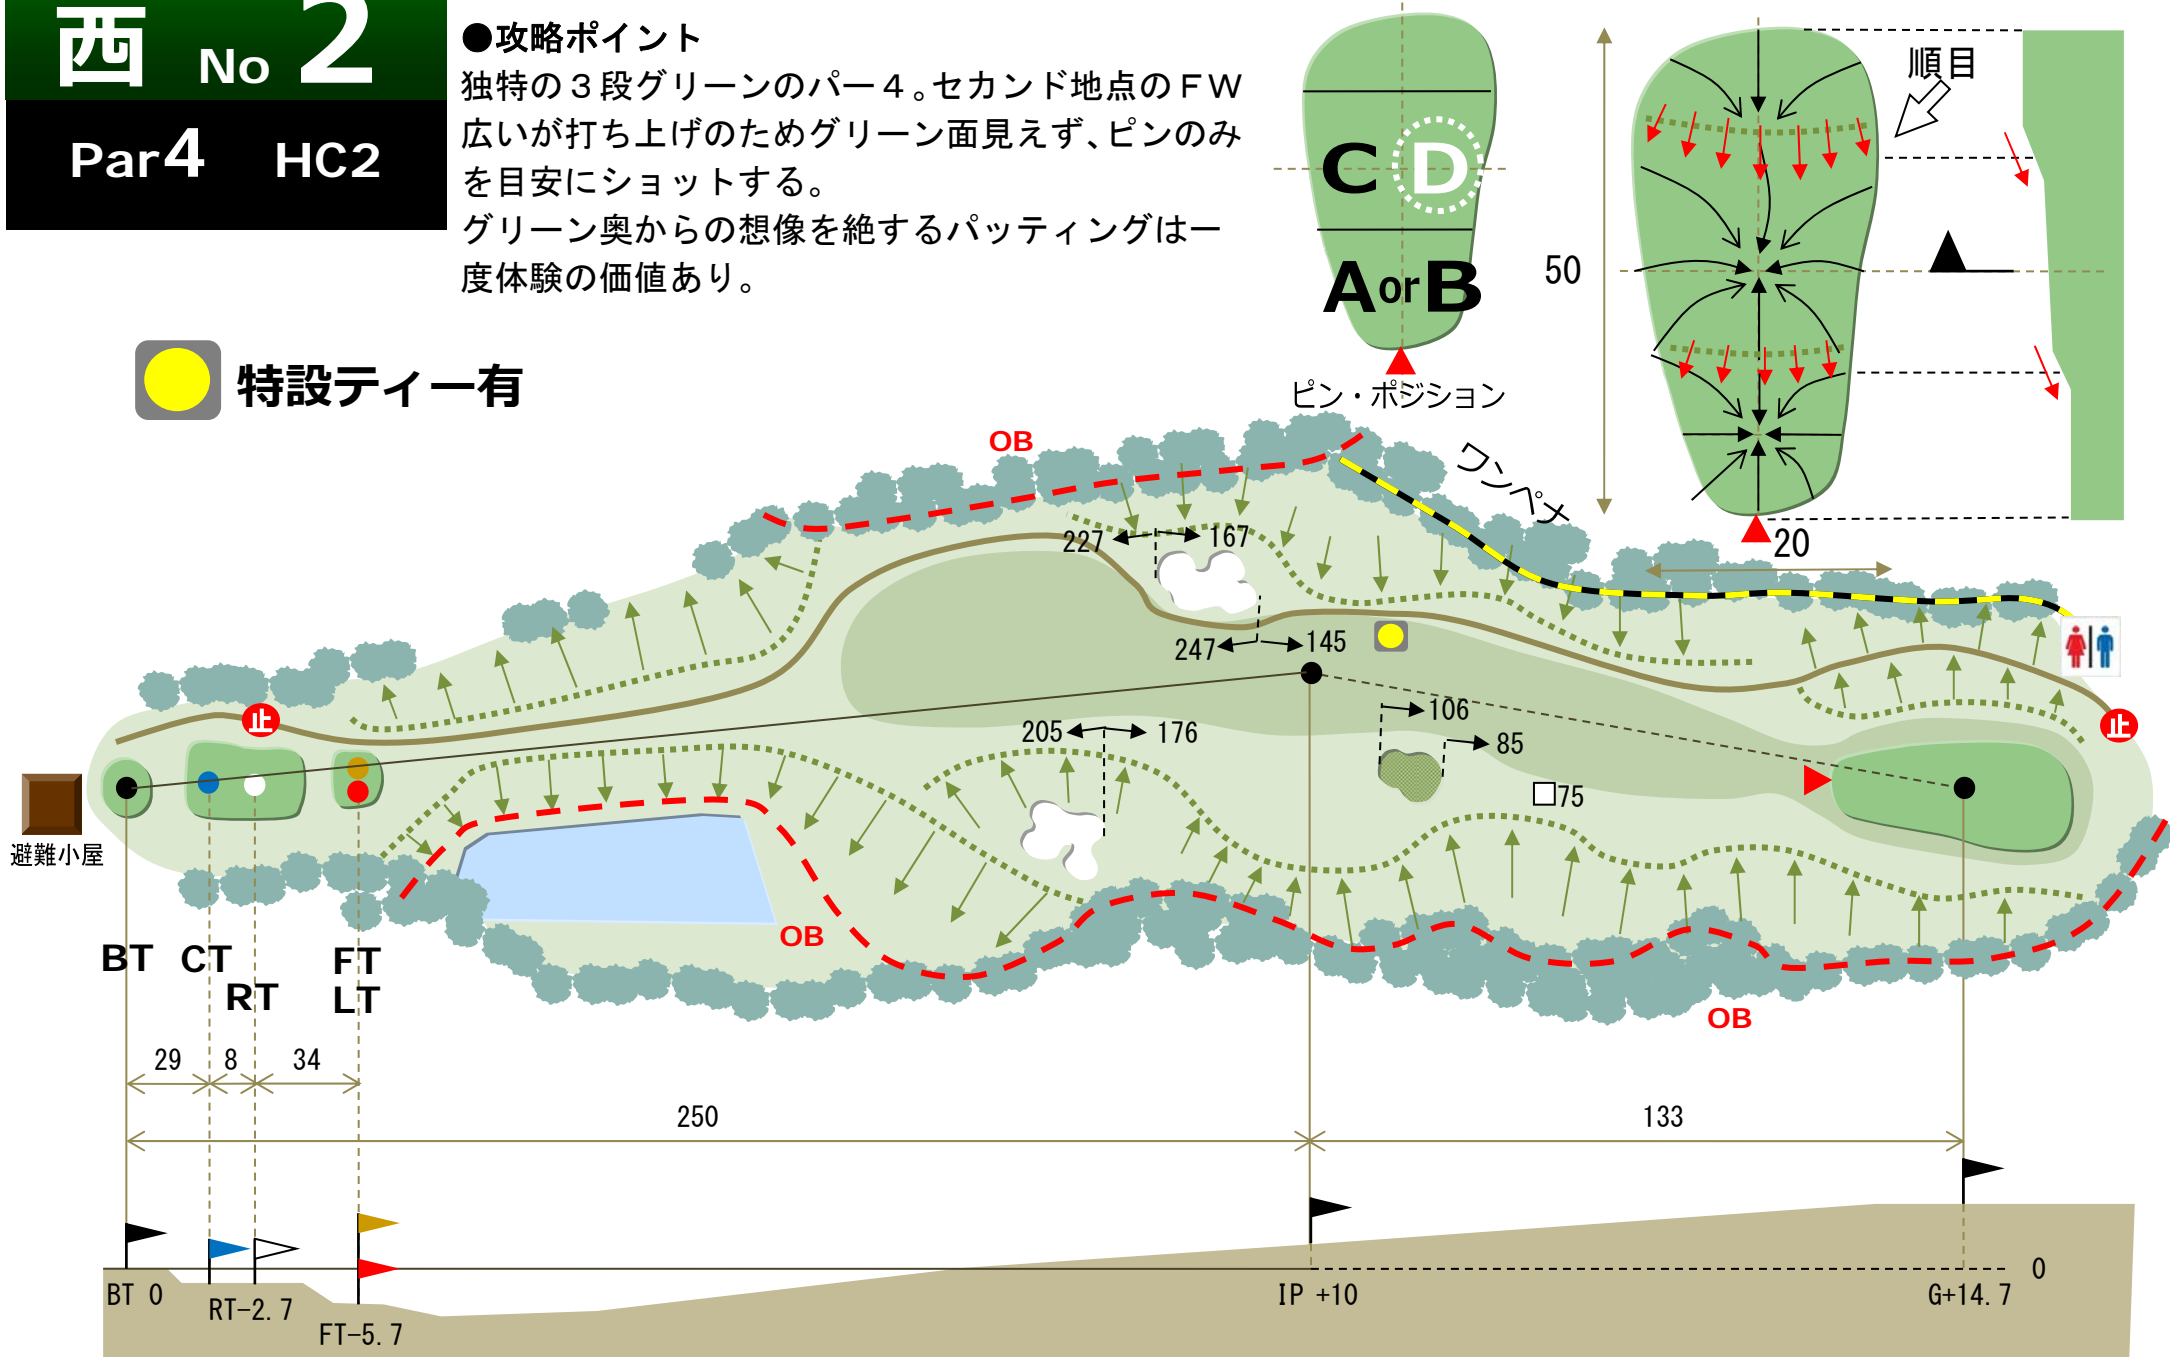 西 No 2
Par4 HC2
●攻略ポイント
独特の３段グリーンのパー４。セカンド地点のＦＷ
広いが打ち上げのためグリーン面見えず、ピンのみ
を目安にショットする。
グリーン奥からの想像を絶するパッティングは一
度体験の価値あり。
特設ティー有
C D
AorB
ピン・ポジション
順目
50
20
OB
ワンペナ
227 167
247 145
205 176
106
85
75
止
止
避難小屋
OB
OB
BT CT FT
RT LT
29 8 34
250 133
BT 0
RT-2.7
FT-5.7
IP +10
G+14.7
0